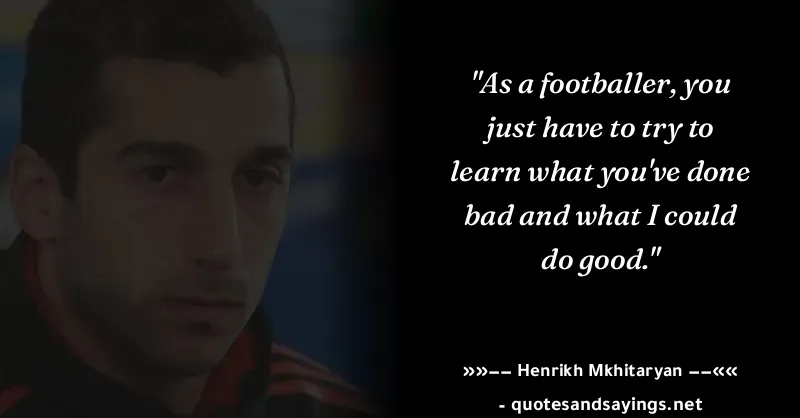 "As a footballer, you
just have to try to
learn what you've done
bad and what I could
do good."
»»−− Henrikh Mkhitaryan −−««
- quotesandsayings.net